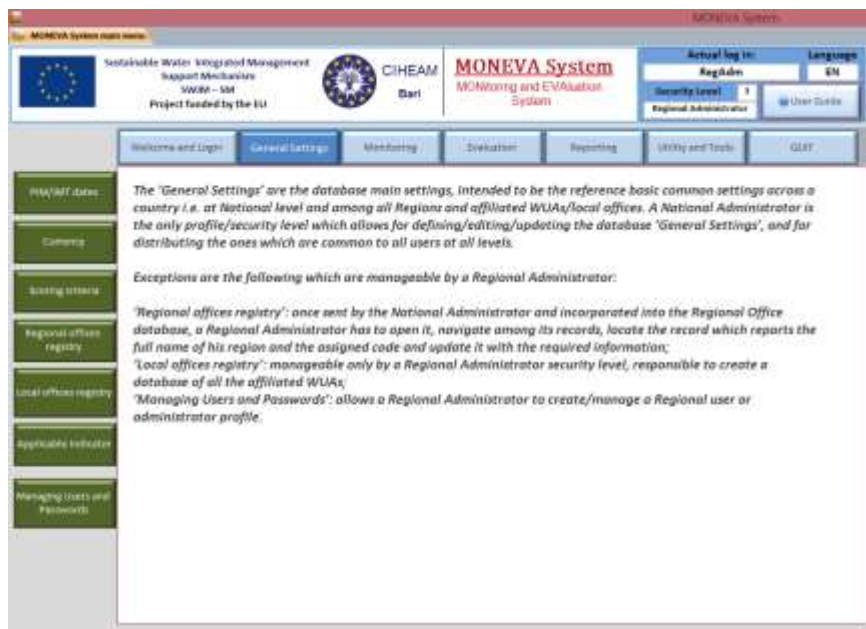 MONEVA System
MONEVA System main menu
Sustainable Water Integrated Management
Support Mechanism
SWIM – SM
Project funded by the EU
CIHEAM
Bari
MONEVA System
MONitoring and EVAluation
System
Actual log in:
RegAdm
Security Level
Regional Administrator
Language
EN
User Guide
Welcome and Login
General Settings
Monitoring
Evaluation
Reporting
Utility and Tools
QUIT
PIM/IMT dates
Currency
Scoring criteria
Regional offices
registry
Local offices registry
Applicable Indicator
Managing Users and
Passwords
The 'General Settings' are the database main settings, intended to be the reference basic common settings across a
country i.e. at National level and among all Regions and affiliated WUAs/local offices. A National Administrator is
the only profile/security level which allows for defining/editing/updating the database 'General Settings', and for
distributing the ones which are common to all users at all levels.
Exceptions are the following which are manageable by a Regional Administrator:
'Regional offices registry': once sent by the National Administrator and incorporated into the Regional Office
database, a Regional Administrator has to open it, navigate among its records, locate the record which reports the
full name of his region and the assigned code and update it with the required information;
'Local offices registry': manageable only by a Regional Administrator security level, responsible to create a
database of all the affiliated WUAs;
'Managing Users and Passwords': allows a Regional Administrator to create/manage a Regional user or
administrator profile.